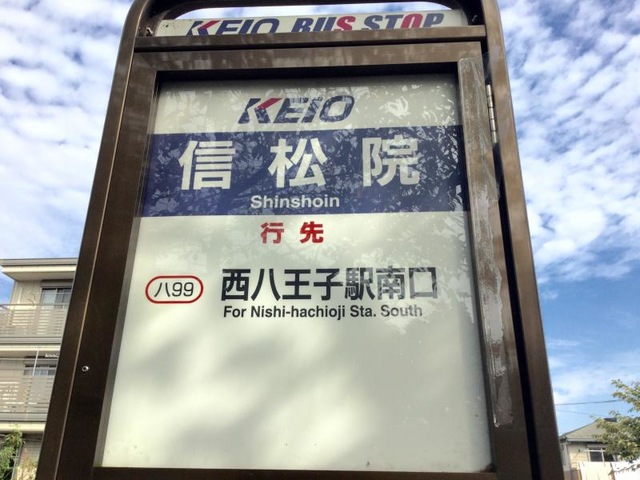 KEIO BUS STOP
KEIO
信松院
Shinshoin
行先
ハ99 西八王子駅南口
For Nishi-hachioji Sta. South